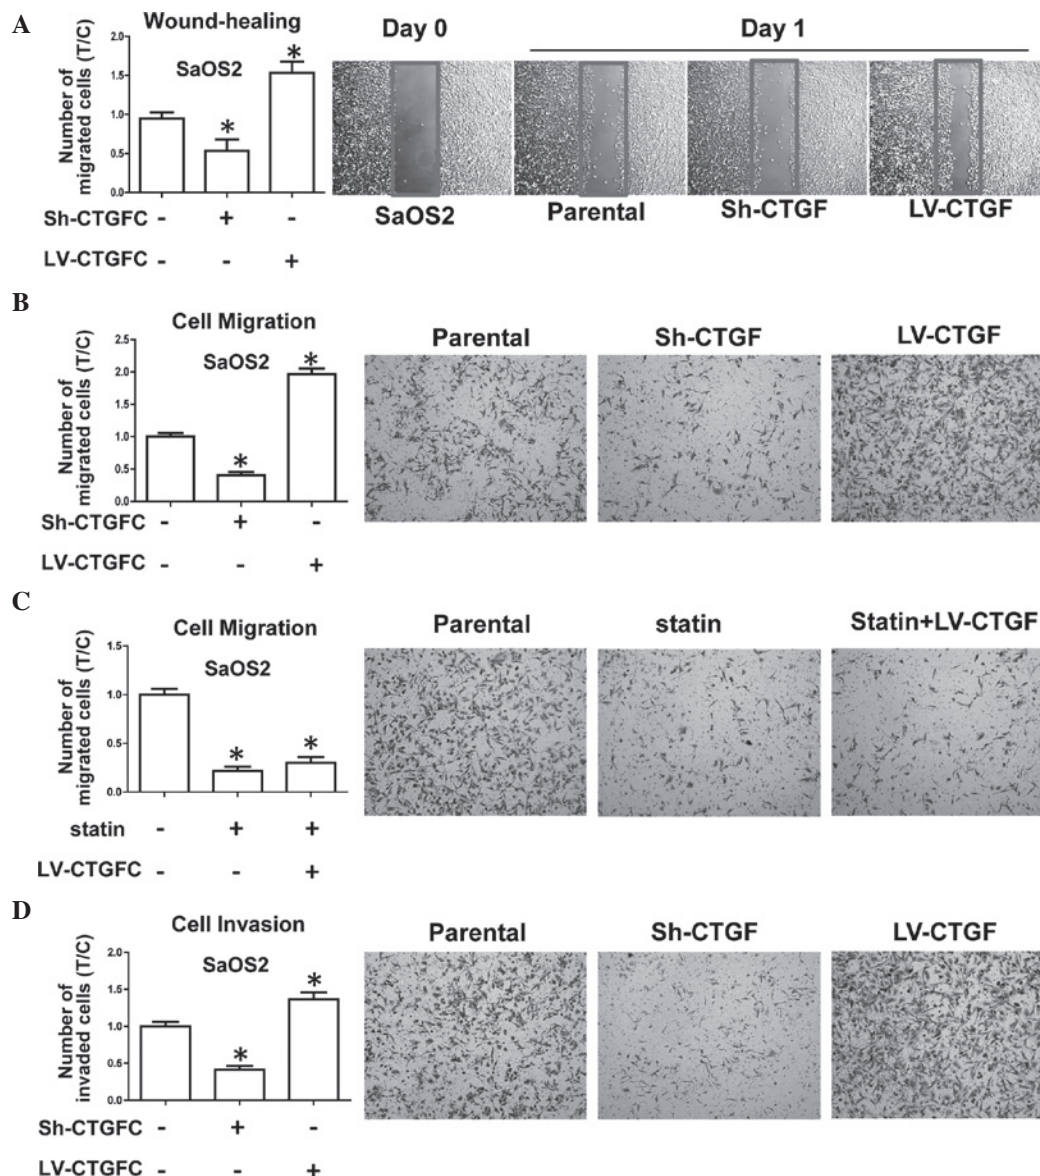 A
Wound-healing
Number of
migrated cells (T/C)
2.0
1.5
1.0
0.5
0.0
SaOS2
*
*
Sh-CTGFC - + -
LV-CTGFC - - +
Day 0
Day 1
SaOS2
Parental
Sh-CTGF
LV-CTGF
B
Cell Migration
Number of
migrated cells (T/C)
2.5
2.0
1.5
1.0
0.5
0.0
SaOS2
*
*
Sh-CTGFC - + -
LV-CTGFC - - +
Parental
Sh-CTGF
LV-CTGF
C
Cell Migration
Number of
migrated cells (T/C)
1.5
1.0
0.5
0.0
SaOS2
*
*
statin - + +
LV-CTGFC - - +
Parental
statin
Statin+LV-CTGF
D
Cell Invasion
Number of
invaded cells (T/C)
2.0
1.5
1.0
0.5
0.0
SaOS2
*
*
Sh-CTGFC - + -
LV-CTGFC - - +
Parental
Sh-CTGF
LV-CTGF